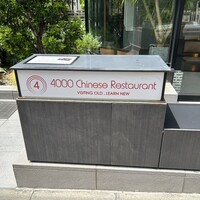 4
4000 Chinese Restaurant
VISITING OLD , LEARN NEW